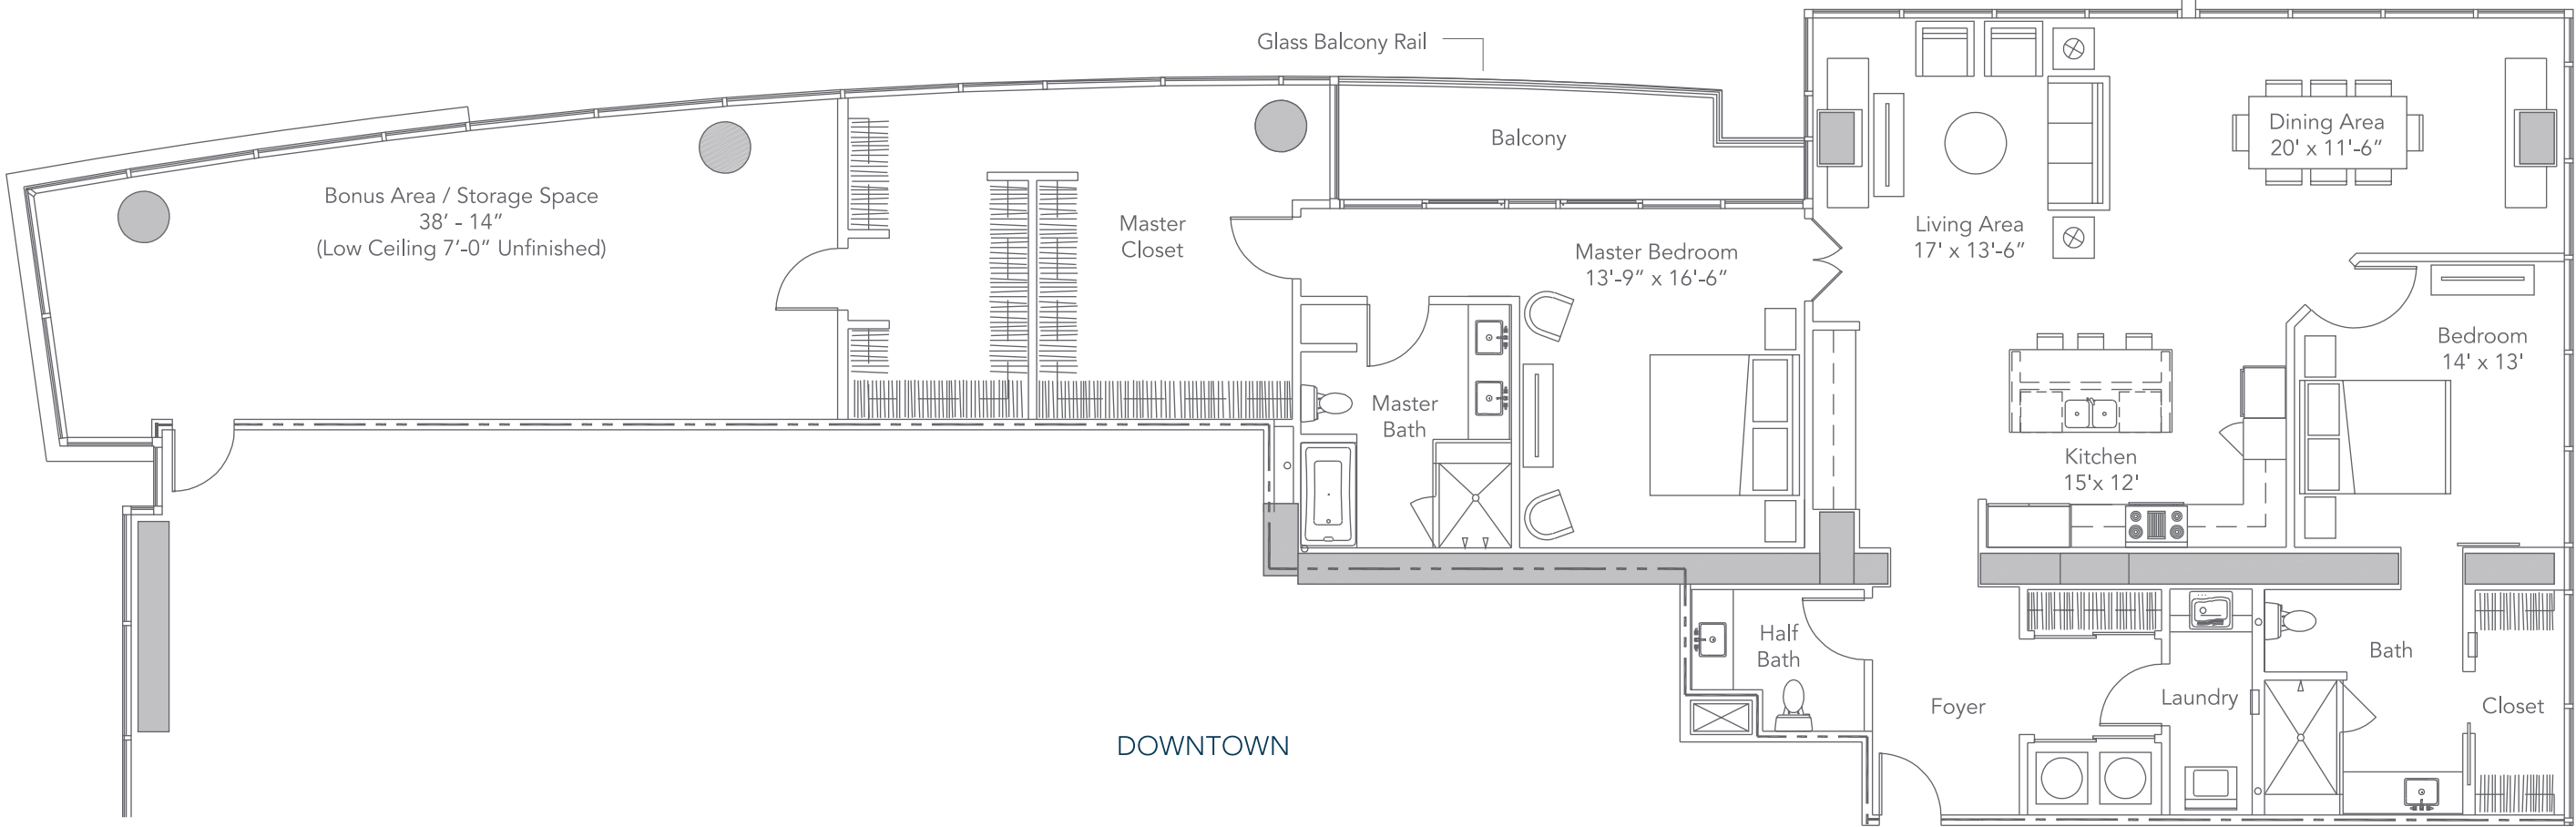 Glass Balcony Rail
Balcony
Bonus Area / Storage Space
38’ - 14”
(Low Ceiling 7’-0” Unfinished)
Master
Closet
Master Bedroom
13'-9” x 16'-6”
Living Area
17' x 13'-6”
Dining Area
20' x 11'-6”
Bedroom
14' x 13'
Master
Bath
Kitchen
15'x 12'
Half
Bath
Foyer
Laundry
Bath
Closet
DOWNTOWN